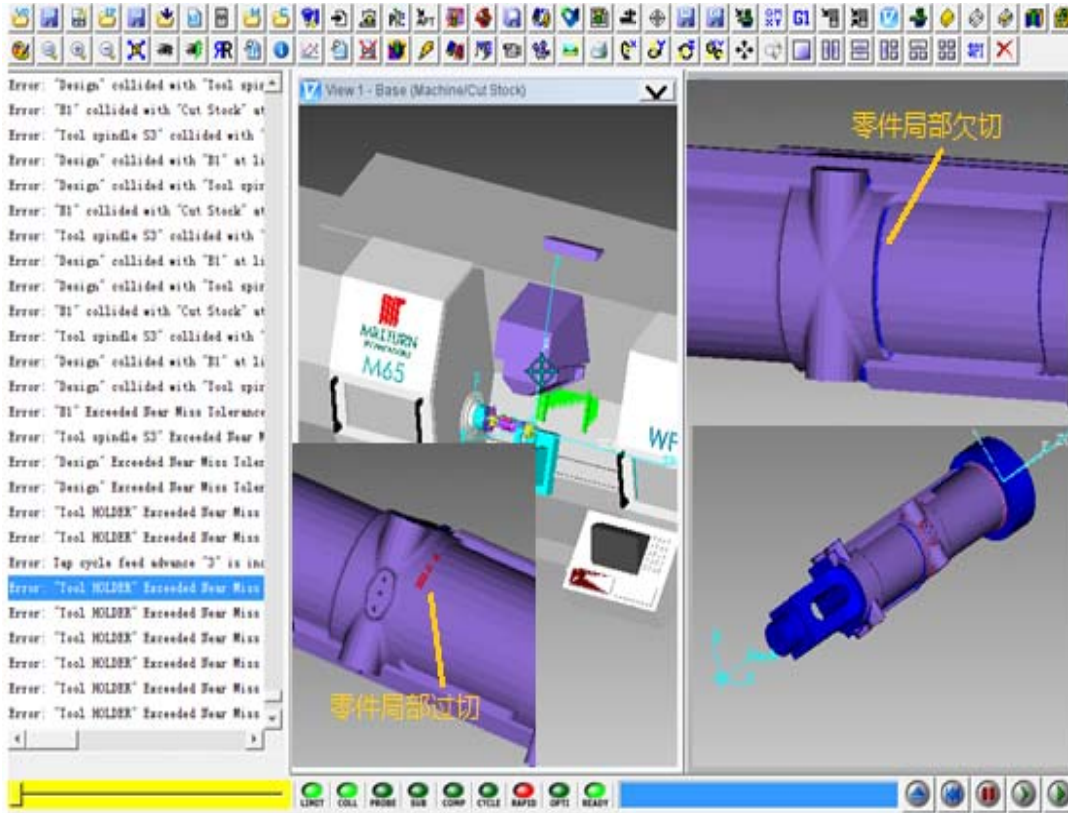 Error: "Design" collided with "Tool spin
Error: "B1" collided with "Cut Stock" at
Error: "Tool spindle S3" collided with "
Error: "Design" collided with "B1" at li
Error: "Design" collided with "Tool spin
Error: "B1" collided with "Cut Stock" at
Error: "Tool spindle S3" collided with "
Error: "Design" collided with "B1" at li
Error: "Design" collided with "Tool spin
Error: "B1" collided with "Cut Stock" at
Error: "Tool spindle S3" collided with "
Error: "Design" collided with "B1" at li
Error: "Design" collided with "Tool spin
Error: "B1" Exceeded Near Miss Tolerance
Error: "Tool spindle S3" Exceeded Near M
Error: "Design" Exceeded Near Miss Toler
Error: "Design" Exceeded Near Miss Toler
Error: "Tool HOLDER" Exceeded Near Miss
Error: "Tool HOLDER" Exceeded Near Miss
Error: Tap cycle feed advance "3" is inc
Error: "Tool HOLDER" Exceeded Near Miss
Error: "Tool HOLDER" Exceeded Near Miss
Error: "Tool HOLDER" Exceeded Near Miss
Error: "Tool HOLDER" Exceeded Near Miss
Error: "Tool HOLDER" Exceeded Near Miss
Error: "Tool HOLDER" Exceeded Near Miss
View 1 - Base (Machine/Cut Stock)
MILLTURN
M65
WF
零件局部欠切
零件局部过切
LIMIT COLL PROBE SUB COMP CYCLE RAPID OPTI READY